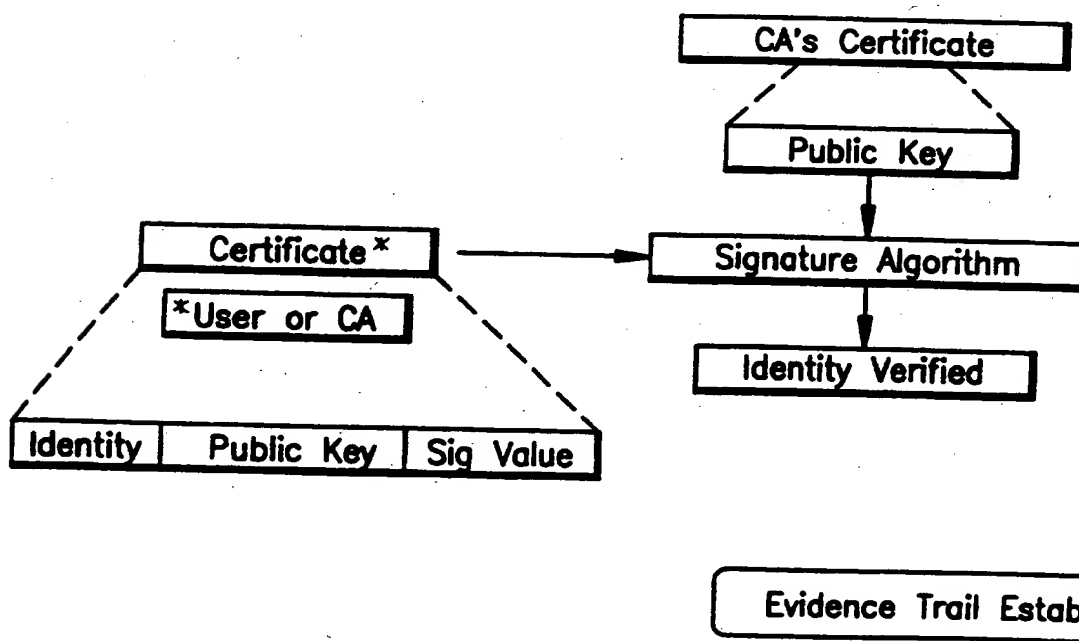 CA's Certificate
Public Key
Certificate*
Signature Algorithm
*User or CA
Identity Verified
Identity Public Key Sig Value
Evidence Trail Estab